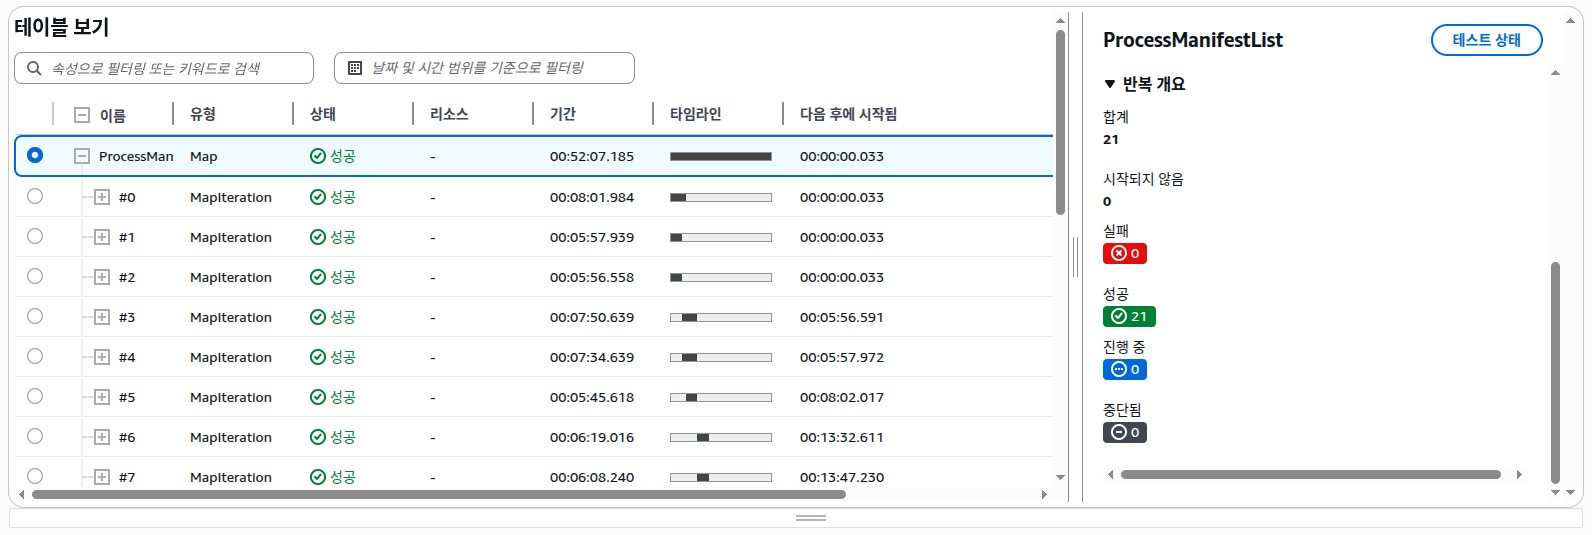 테이블 보기
속성으로 필터링 또는 키워드로 검색
날짜 및 시간 범위를 기준으로 필터링
이름 유형 상태 리소스 기간 타임라인 다음 후에 시작됨
ProcessMan Map 성공 - 00:52:07.185 00:00:00.033
#0 MapIteration 성공 - 00:08:01.984 00:00:00.033
#1 MapIteration 성공 - 00:05:57.939 00:00:00.033
#2 MapIteration 성공 - 00:05:56.558 00:00:00.033
#3 MapIteration 성공 - 00:07:50.639 00:05:56.591
#4 MapIteration 성공 - 00:07:34.639 00:05:57.972
#5 MapIteration 성공 - 00:05:45.618 00:08:02.017
#6 MapIteration 성공 - 00:06:19.016 00:13:32.611
#7 MapIteration 성공 - 00:06:08.240 00:13:47.230
ProcessManifestList
테스트 상태
반복 개요
합계
21
시작되지 않음
0
실패
0
성공
21
진행 중
0
중단됨
0